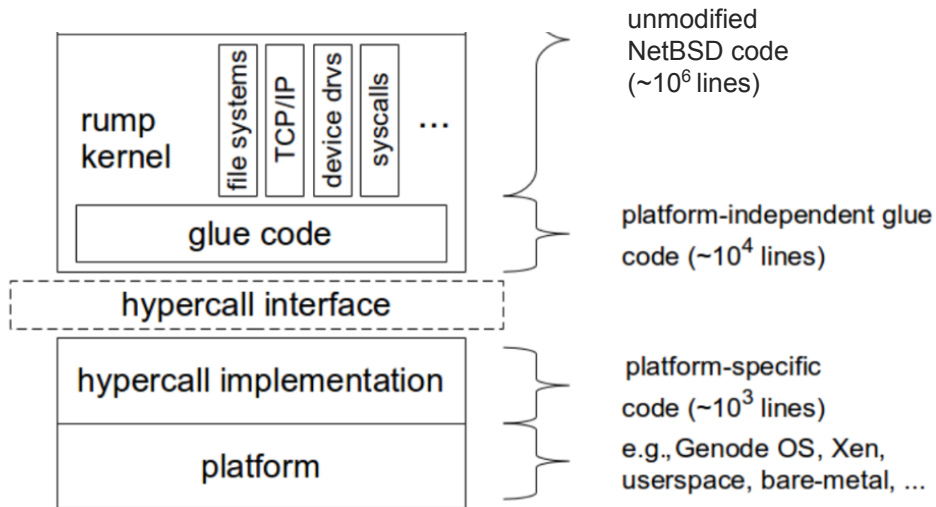 unmodified
NetBSD code
(~10⁶ lines)
rump
kernel
file systems
TCP/IP
device drvs
syscalls
...
glue code
platform-independent glue
code (~10⁴ lines)
hypercall interface
hypercall implementation
platform-specific
code (~10³ lines)
platform
e.g., Genode OS, Xen,
userspace, bare-metal, ...